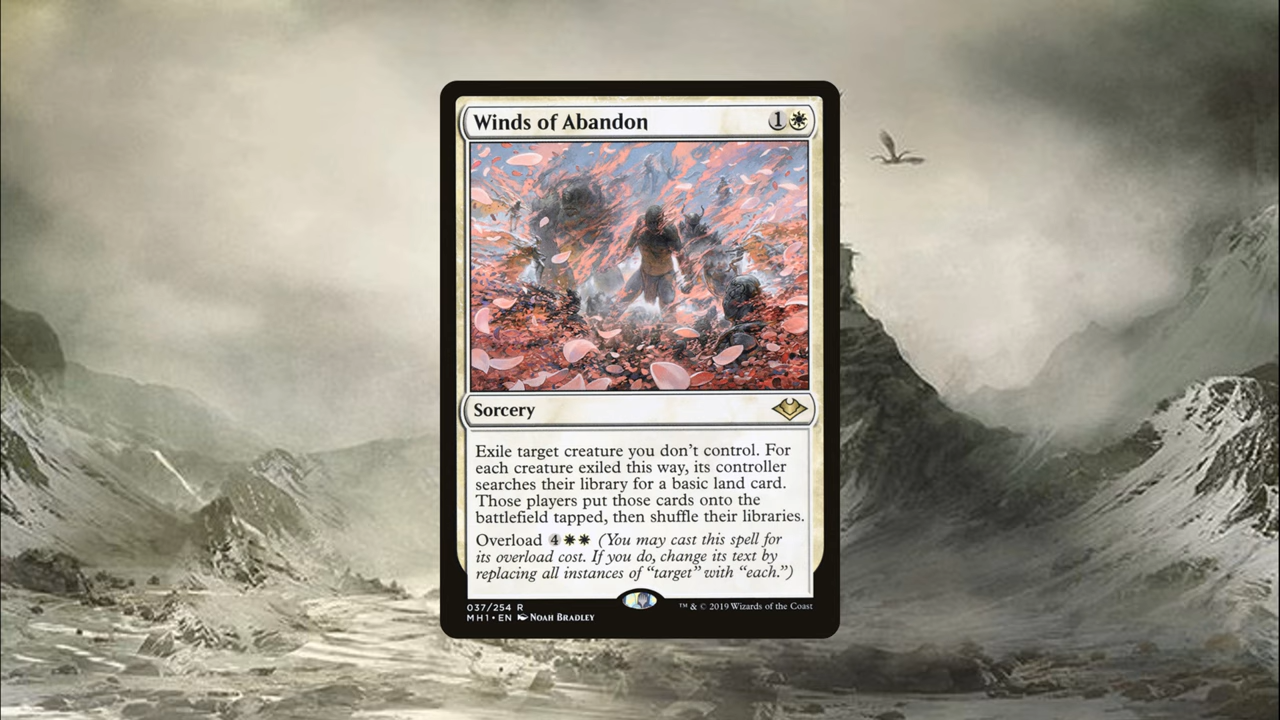 Winds of Abandon 1
Sorcery
Exile target creature you don't control. For
each creature exiled this way, its controller
searches their library for a basic land card.
Those players put those cards onto the
battlefield tapped, then shuffle their libraries.
Overload 4 (You may cast this spell for
its overload cost. If you do, change its text by
replacing all instances of “target” with “each.”)
037/254 R
MH1•EN NOAH BRADLEY
™ & © 2019 Wizards of the Coast